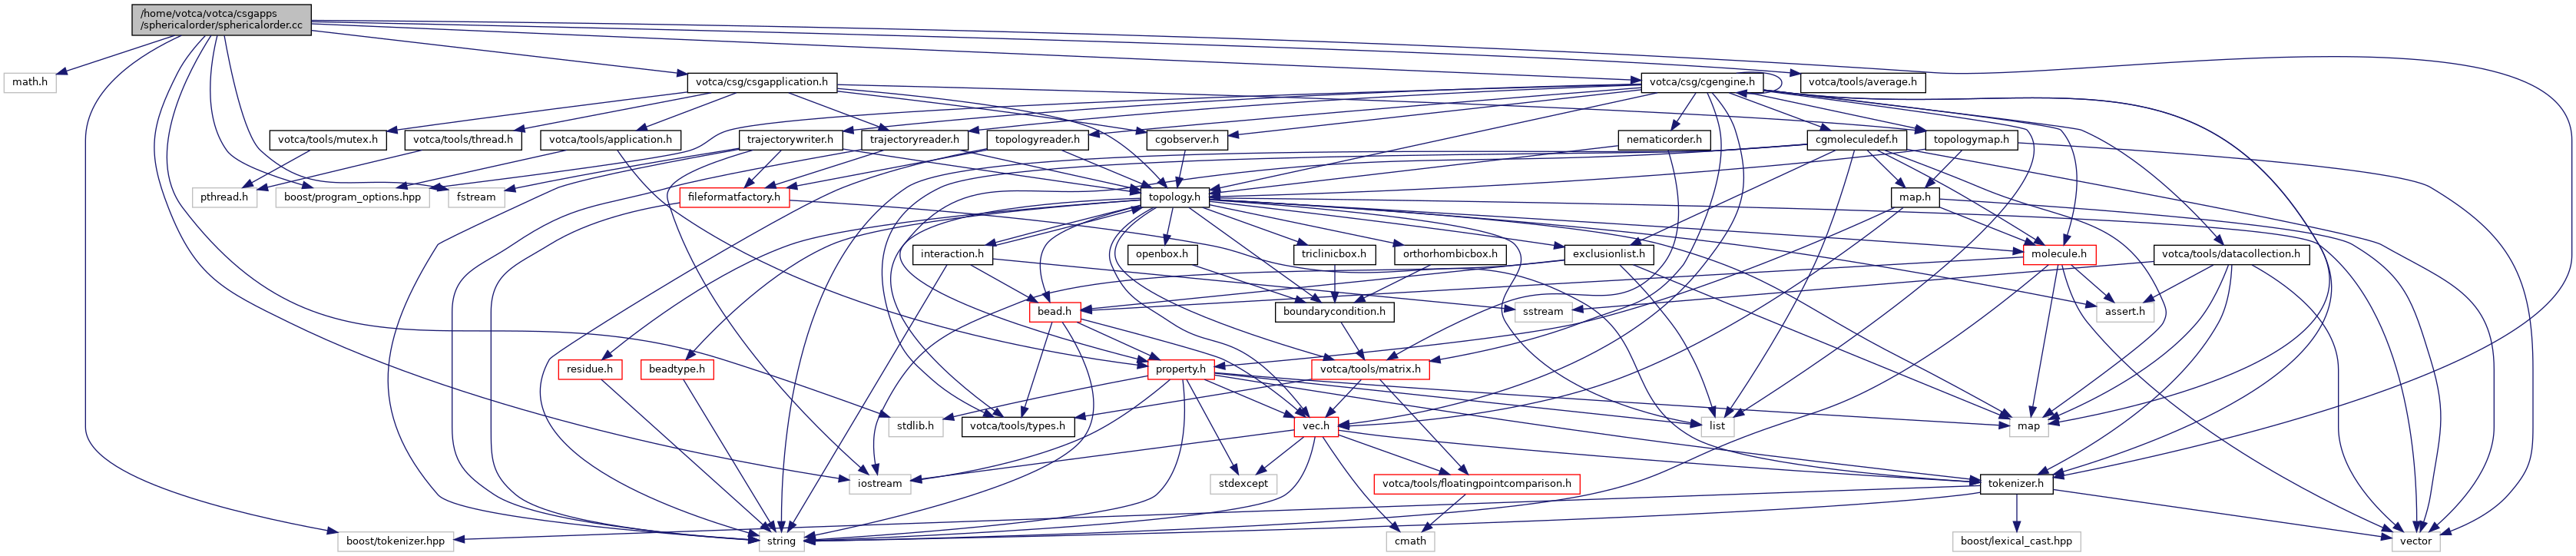 /home/votca/votca/csgapps
/sphericalorder/sphericalorder.cc
math.h
votca/csg/csgapplication.h
votca/csg/cgengine.h
votca/tools/average.h
votca/tools/mutex.h
votca/tools/thread.h
votca/tools/application.h
trajectorywriter.h
trajectoryreader.h
topologyreader.h
cgobserver.h
nematicorder.h
cgmoleculedef.h
topologymap.h
pthread.h
boost/program_options.hpp
fstream
fileformatfactory.h
topology.h
map.h
interaction.h
openbox.h
triclinicbox.h
orthorhombicbox.h
exclusionlist.h
molecule.h
votca/tools/datacollection.h
bead.h
boundarycondition.h
sstream
assert.h
residue.h
beadtype.h
property.h
votca/tools/matrix.h
stdlib.h
votca/tools/types.h
vec.h
list
map
iostream
stdexcept
votca/tools/floatingpointcomparison.h
tokenizer.h
boost/tokenizer.hpp
string
cmath
boost/lexical_cast.hpp
vector